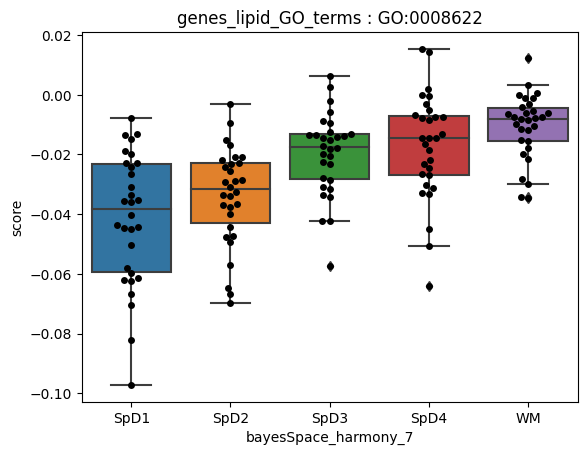 genes_lipid_GO_terms : GO:0008622
0.02
0.00
−0.02
−0.04
−0.06
−0.08
−0.10
score
SpD1 SpD2 SpD3 SpD4 WM
bayesSpace_harmony_7